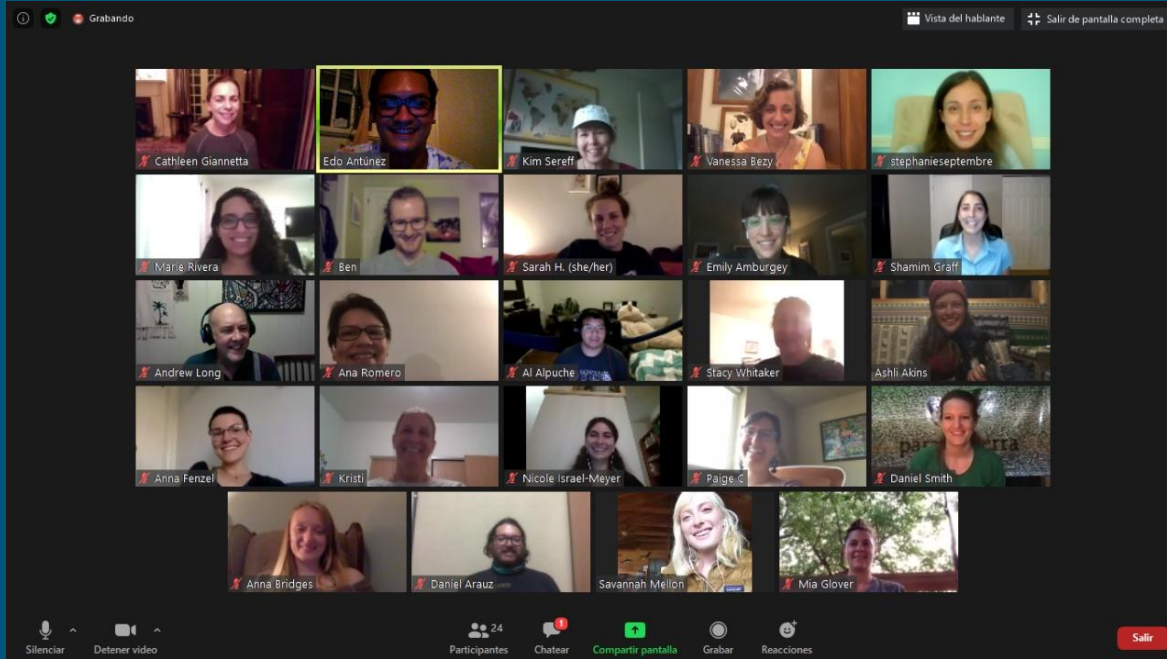 Grabando
Vista del hablante
Salir de pantalla completa
Cathleen Giannetta
Edo Antúnez
Kim Sereff
Vanessa Bezy
stephanieseptembre
Marie Rivera
Ben
Sarah H. (she/her)
Emily Amburgey
Shamim Graff
Andrew Long
Ana Romero
Al Alpuche
Stacy Whitaker
Ashli Akins
Anna Fenzel
Kristi
Nicole Israel-Meyer
Paige C
Daniel Smith
Anna Bridges
Daniel Arauz
Savannah Mellon
Mia Glover
Silenciar
Detener video
24
Participantes
1
Chatear
Compartir pantalla
Grabar
Reacciones
Salir